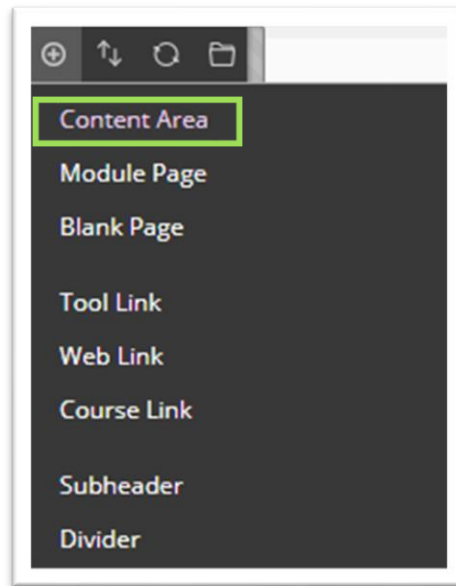 Content Area
Module Page
Blank Page
Tool Link
Web Link
Course Link
Subheader
Divider